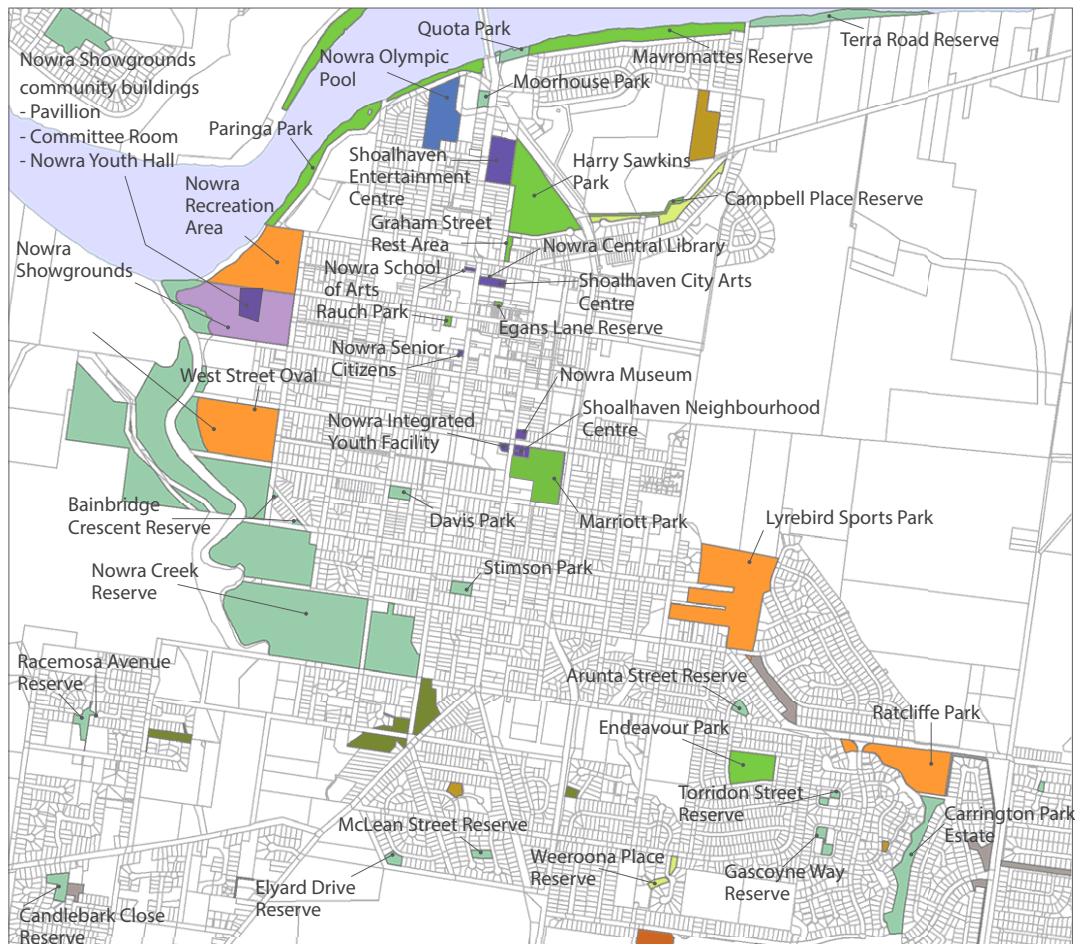 Quota Park
Terra Road Reserve
Mavromattes Reserve
Nowra Showgrounds
community buildings
- Pavillion
- Committee Room
- Nowra Youth Hall
Nowra Olympic
Pool
Moorhouse Park
Paringa Park
Shoalhaven
Entertainment
Centre
Harry Sawkins
Park
Nowra
Recreation
Area
Campbell Place Reserve
Graham Street
Rest Area
Nowra Central Library
Nowra
Showgrounds
Nowra School
of Arts
Shoalhaven City Arts
Centre
Rauch Park
Egans Lane Reserve
Nowra Senior
Citizens
West Street Oval
Nowra Museum
Shoalhaven Neighbourhood
Centre
Nowra Integrated
Youth Facility
Bainbridge
Crescent Reserve
Davis Park
Marriott Park
Lyrebird Sports Park
Nowra Creek
Reserve
Stimson Park
Racemosa Avenue
Reserve
Arunta Street Reserve
Ratcliffe Park
Endeavour Park
Torridon Street
Reserve
Carrington Park
Estate
McLean Street Reserve
Weeroona Place
Reserve
Gascoyne Way
Reserve
Elyard Drive
Reserve
Candlebark Close
Reserve